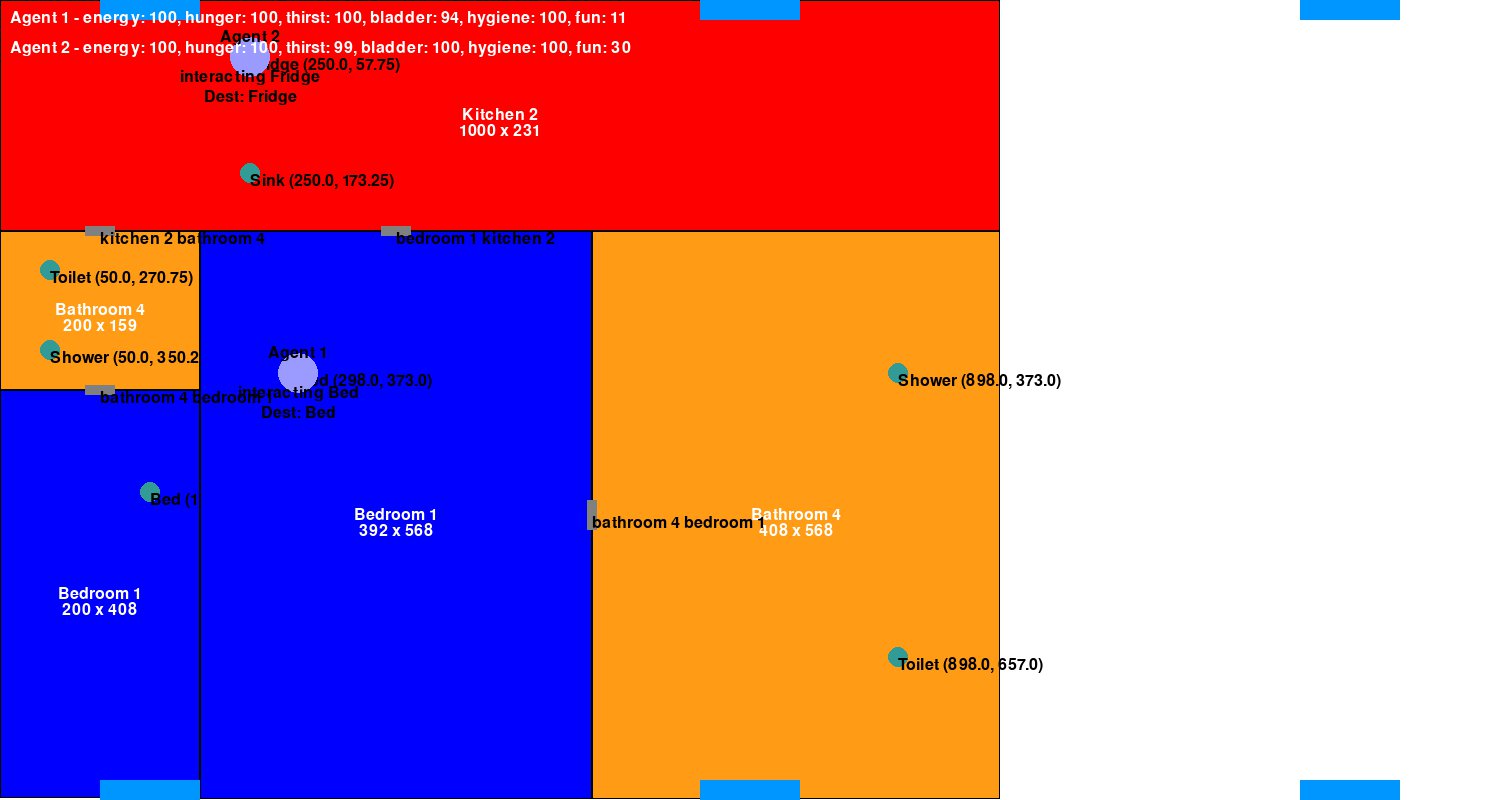 Agent 1 - energy: 100, hunger: 100, thirst: 100, bladder: 94, hygiene: 100, fun: 11
Agent 2
Agent 2 - energy: 100, hunger: 100, thirst: 99, bladder: 100, hygiene: 100, fun: 30
dge (250.0, 57.75)
interacting Fridge
Dest: Fridge
Kitchen 2
1000 x 231
Sink (250.0, 173.25)
kitchen 2 bathroom 4
bedroom 1 kitchen 2
Toilet (50.0, 270.75)
Bathroom 4
200 x 159
Shower (50.0, 350.2
Agent 1
d (298.0, 373.0)
interacting Bed
Dest: Bed
Shower (898.0, 373.0)
bathroom 4 bedroom 1
Bed (1
Bedroom 1
392 x 568
bathroom 4 bedroom 1
Bathroom 4
408 x 568
Bedroom 1
200 x 408
Toilet (898.0, 657.0)